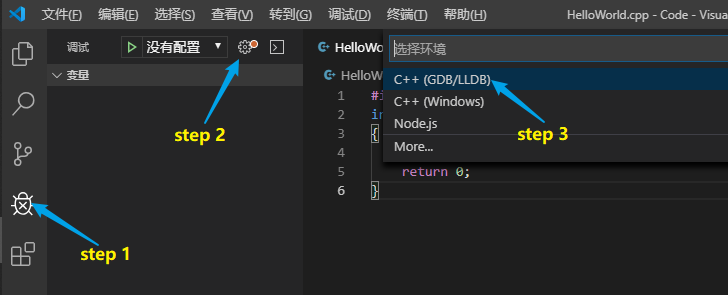 文件(F) 编辑(E) 选择(S) 查看(V) 转到(G) 调试(D) 终端(T) 帮助(H) HelloWorld.cpp - Code - Visua
调试 没有配置
HelloWo
选择环境
变量
HelloWo
C++ (GDB/LLDB)
C++ (Windows)
Node.js
More...
1 #i
2 in
3 {
4
5 return 0;
6 }
step 1
step 2
step 3